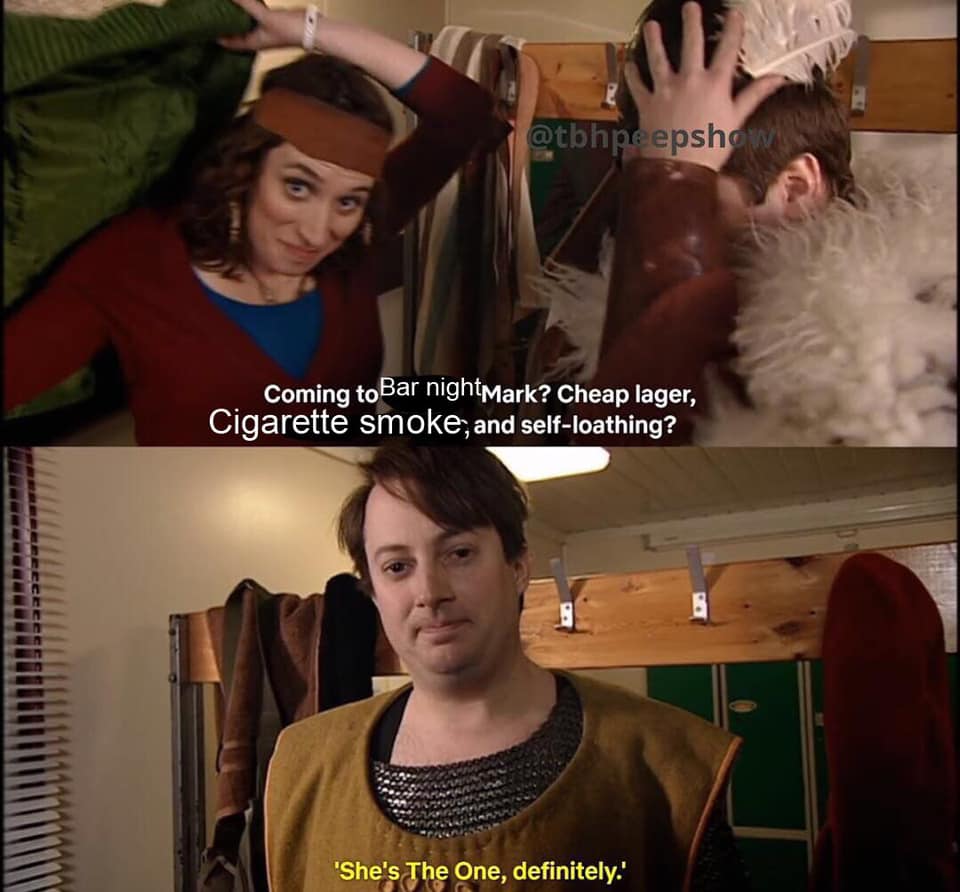 @tbhpeepshow
Coming to Bar night Mark? Cheap lager,
Cigarette smoke, and self-loathing?
'She's The One, definitely.'